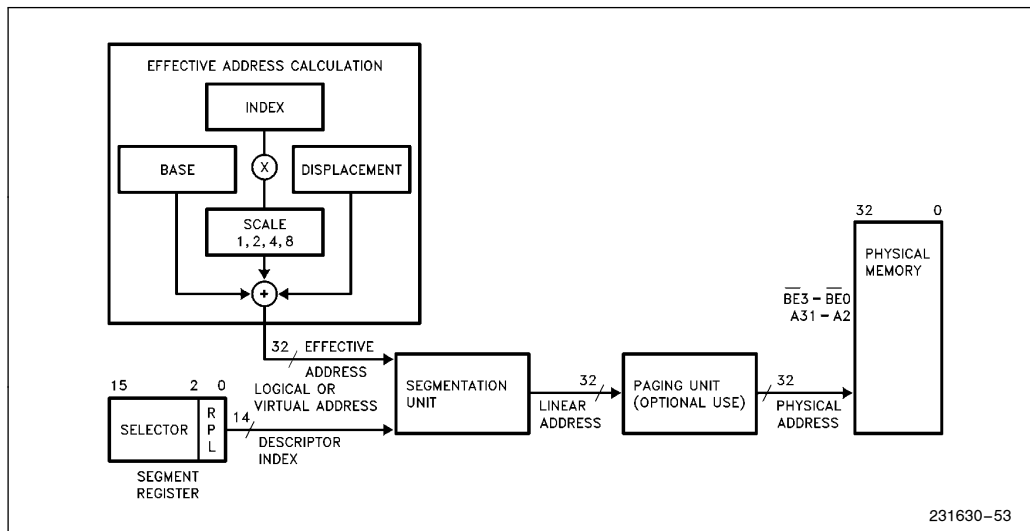 EFFECTIVE ADDRESS CALCULATION
INDEX
X
BASE
DISPLACEMENT
SCALE
1, 2, 4, 8
+
32 EFFECTIVE
ADDRESS
LOGICAL OR
VIRTUAL ADDRESS
15 2 0
SELECTOR
R
P
L
14
DESCRIPTOR
INDEX
SEGMENT
REGISTER
SEGMENTATION
UNIT
32
LINEAR
ADDRESS
PAGING UNIT
(OPTIONAL USE)
32
PHYSICAL
ADDRESS
32 0
PHYSICAL
MEMORY
B̅E̅3 – B̅E̅0
A31 – A2
231630–53